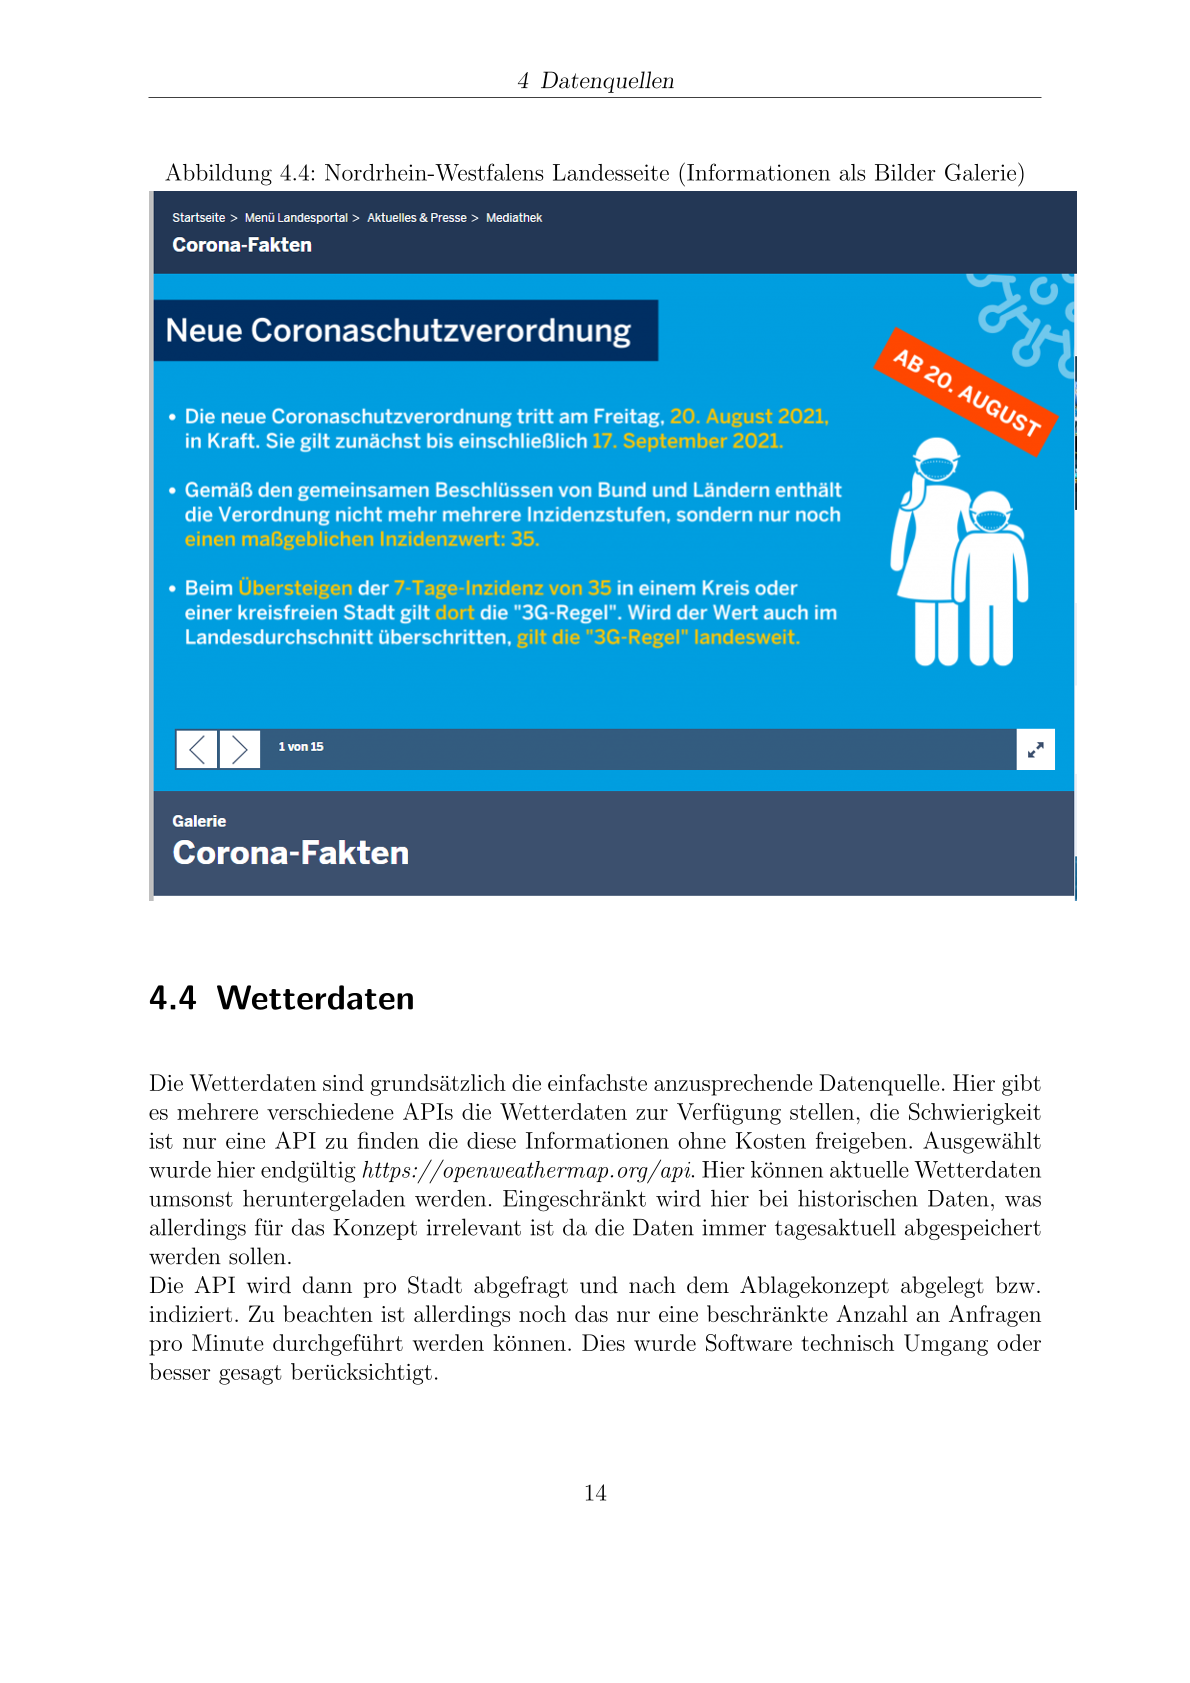 4 Datenquellen
Abbildung 4.4: Nordrhein-Westfalens Landesseite (Informationen als Bilder Galerie)
Startseite > Menü Landesportal > Aktuelles & Presse > Mediathek
Corona-Fakten
Neue Coronaschutzverordnung
AB 20. AUGUST
• Die neue Coronaschutzverordnung tritt am Freitag, 20. August 2021,
in Kraft. Sie gilt zunächst bis einschließlich 17. September 2021.
• Gemäß den gemeinsamen Beschlüssen von Bund und Ländern enthält
die Verordnung nicht mehr mehrere Inzidenzstufen, sondern nur noch
einen maßgeblichen Inzidenzwert: 35.
• Beim Übersteigen der 7-Tage-Inzidenz von 35 in einem Kreis oder
einer kreisfreien Stadt gilt dort die "3G-Regel". Wird der Wert auch im
Landesdurchschnitt überschritten, gilt die "3G-Regel" landesweit.
1 von 15
Galerie
Corona-Fakten
4.4 Wetterdaten
Die Wetterdaten sind grundsätzlich die einfachste anzusprechende Datenquelle. Hier gibt
es mehrere verschiedene APIs die Wetterdaten zur Verfügung stellen, die Schwierigkeit
ist nur eine API zu finden die diese Informationen ohne Kosten freigeben. Ausgewählt
wurde hier endgültig https://openweathermap.org/api. Hier können aktuelle Wetterdaten
umsonst heruntergeladen werden. Eingeschränkt wird hier bei historischen Daten, was
allerdings für das Konzept irrelevant ist da die Daten immer tagesaktuell abgespeichert
werden sollen.
Die API wird dann pro Stadt abgefragt und nach dem Ablagekonzept abgelegt bzw.
indiziert. Zu beachten ist allerdings noch das nur eine beschränkte Anzahl an Anfragen
pro Minute durchgeführt werden können. Dies wurde Software technisch Umgang oder
besser gesagt berücksichtigt.
14